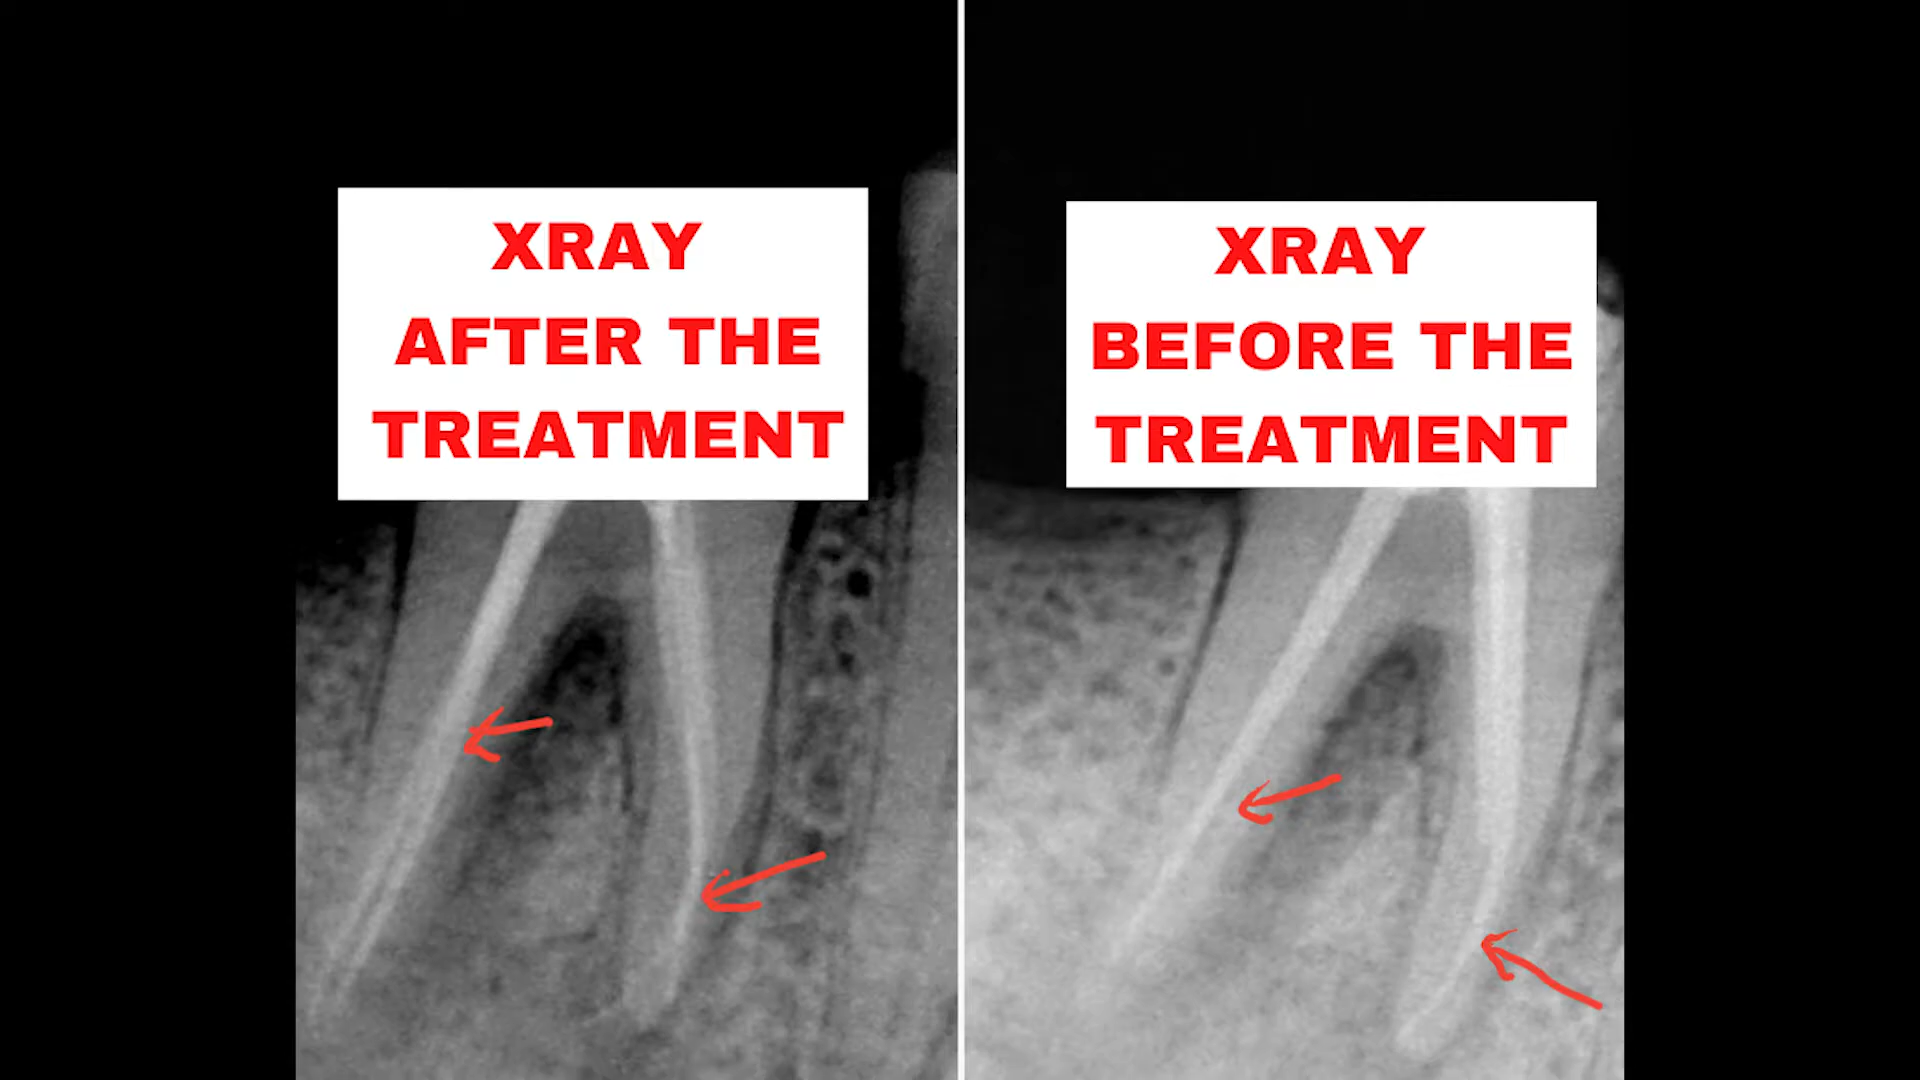 XRAY
AFTER THE
TREATMENT
XRAY
BEFORE THE
TREATMENT